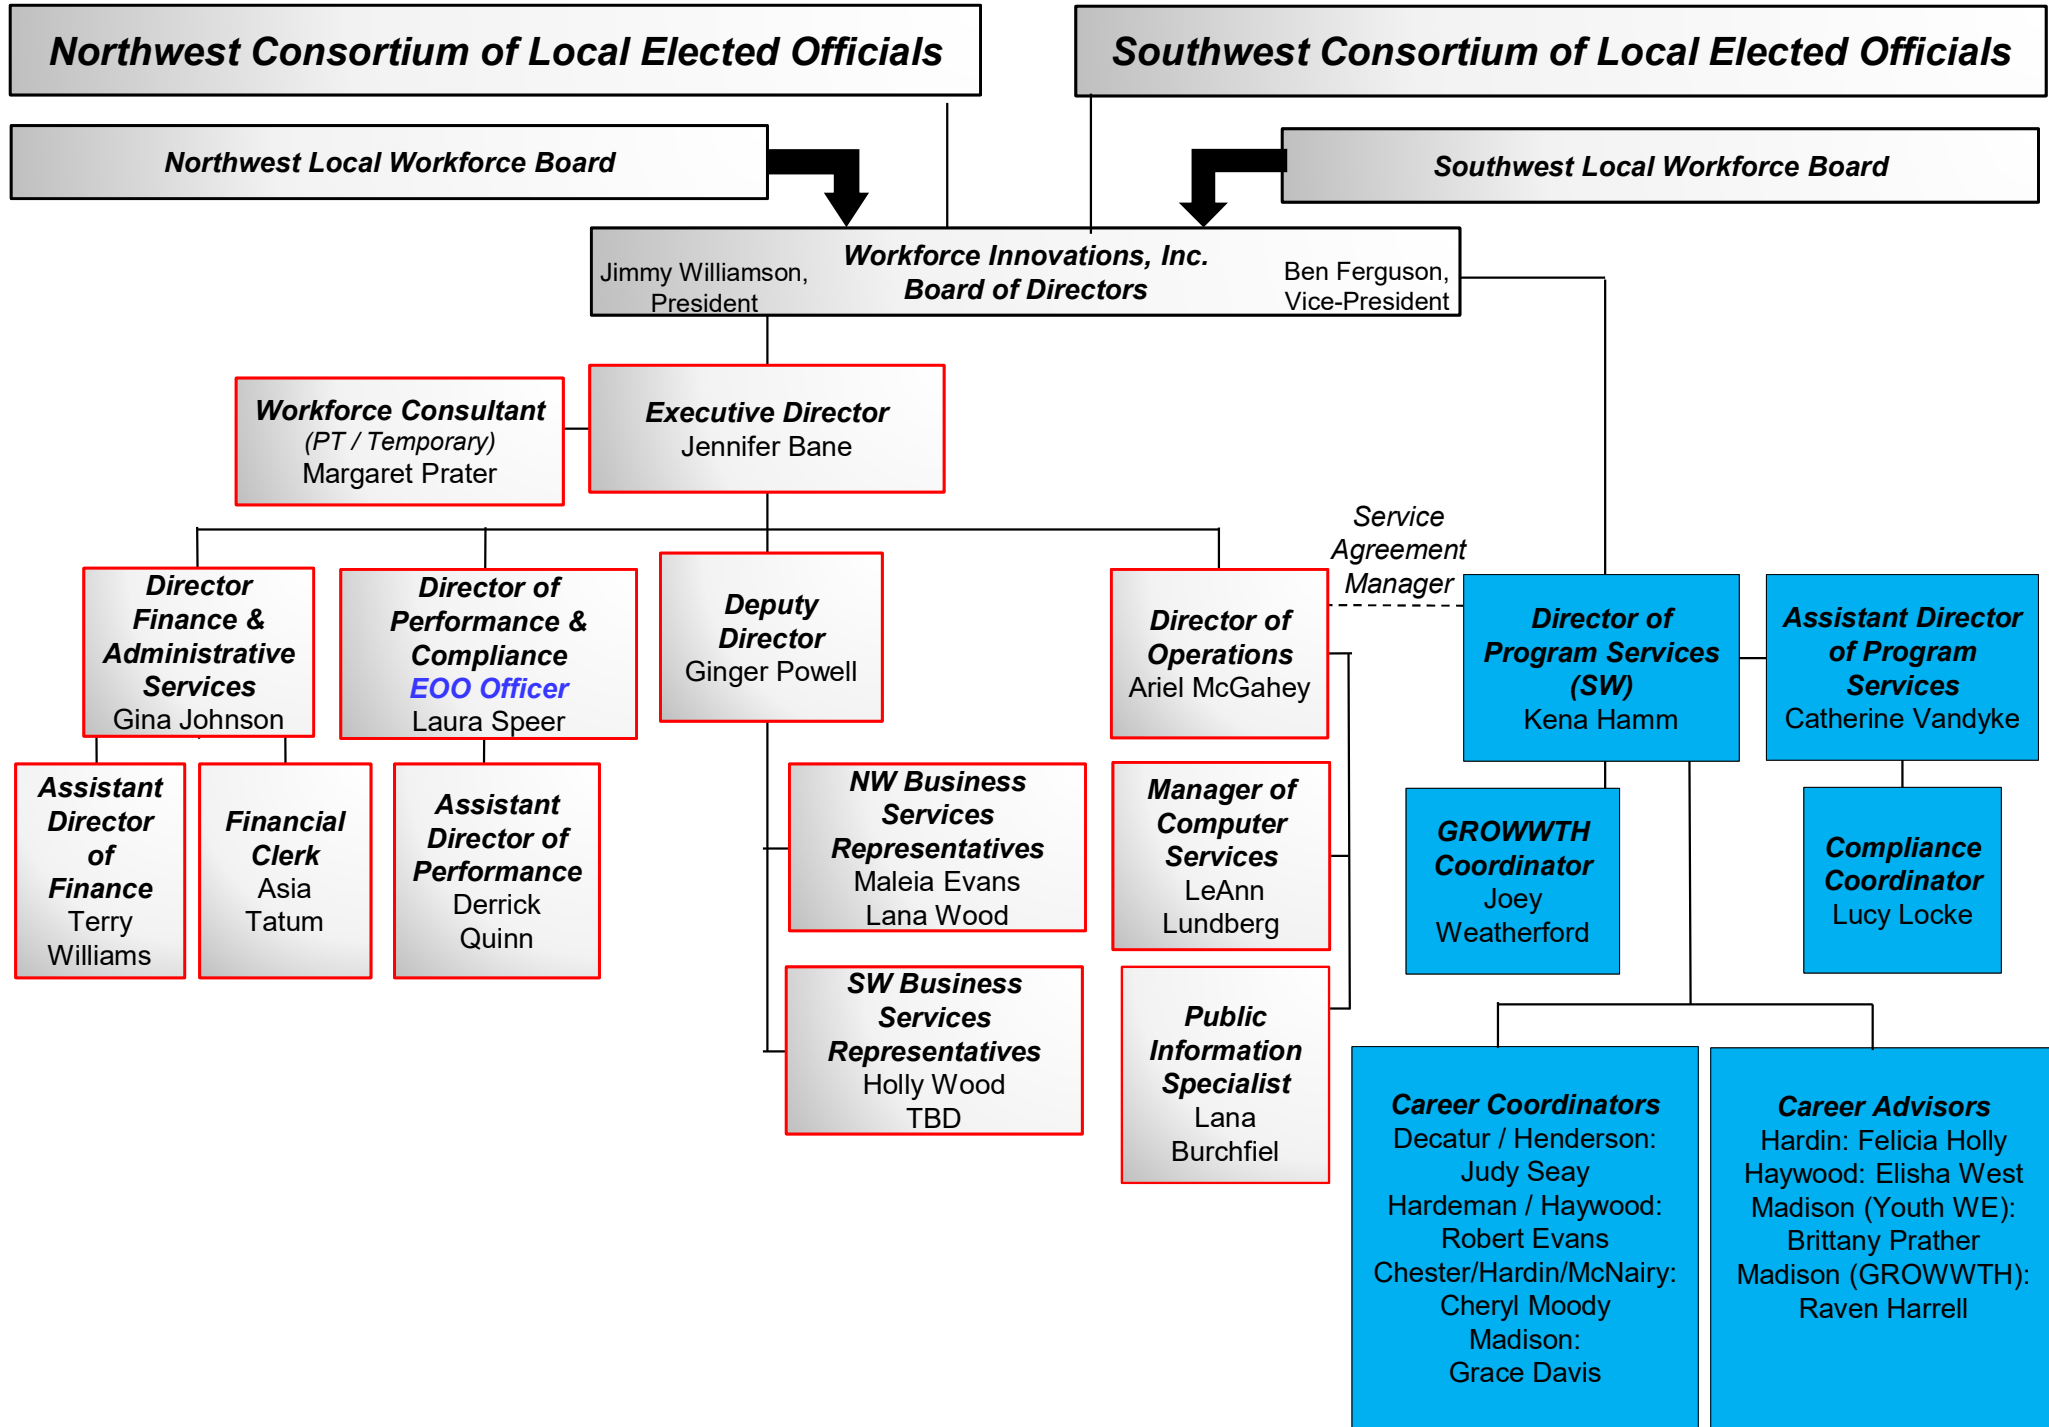 Northwest Consortium of Local Elected Officials
Southwest Consortium of Local Elected Officials
Northwest Local Workforce Board
Southwest Local Workforce Board
Workforce Innovations, Inc.
Board of Directors
Jimmy Williamson,
President
Ben Ferguson,
Vice-President
Workforce Consultant
(PT / Temporary)
Margaret Prater
Executive Director
Jennifer Bane
Service
Agreement
Manager
Director
Finance &
Administrative
Services
Gina Johnson
Director of
Performance &
Compliance
EOO Officer
Laura Speer
Deputy
Director
Ginger Powell
Director of
Operations
Ariel McGahey
Director of
Program Services
(SW)
Kena Hamm
Assistant Director
of Program
Services
Catherine Vandyke
Assistant
Director
of
Finance
Terry
Williams
Financial
Clerk
Asia
Tatum
Assistant
Director of
Performance
Derrick
Quinn
NW Business
Services
Representatives
Maleia Evans
Lana Wood
Manager of
Computer
Services
LeAnn
Lundberg
GROWWTH
Coordinator
Joey
Weatherford
Compliance
Coordinator
Lucy Locke
SW Business
Services
Representatives
Holly Wood
TBD
Public
Information
Specialist
Lana
Burchfiel
Career Coordinators
Decatur / Henderson:
Judy Seay
Hardeman / Haywood:
Robert Evans
Chester/Hardin/McNairy:
Cheryl Moody
Madison:
Grace Davis
Career Advisors
Hardin: Felicia Holly
Haywood: Elisha West
Madison (Youth WE):
Brittany Prather
Madison (GROWWTH):
Raven Harrell